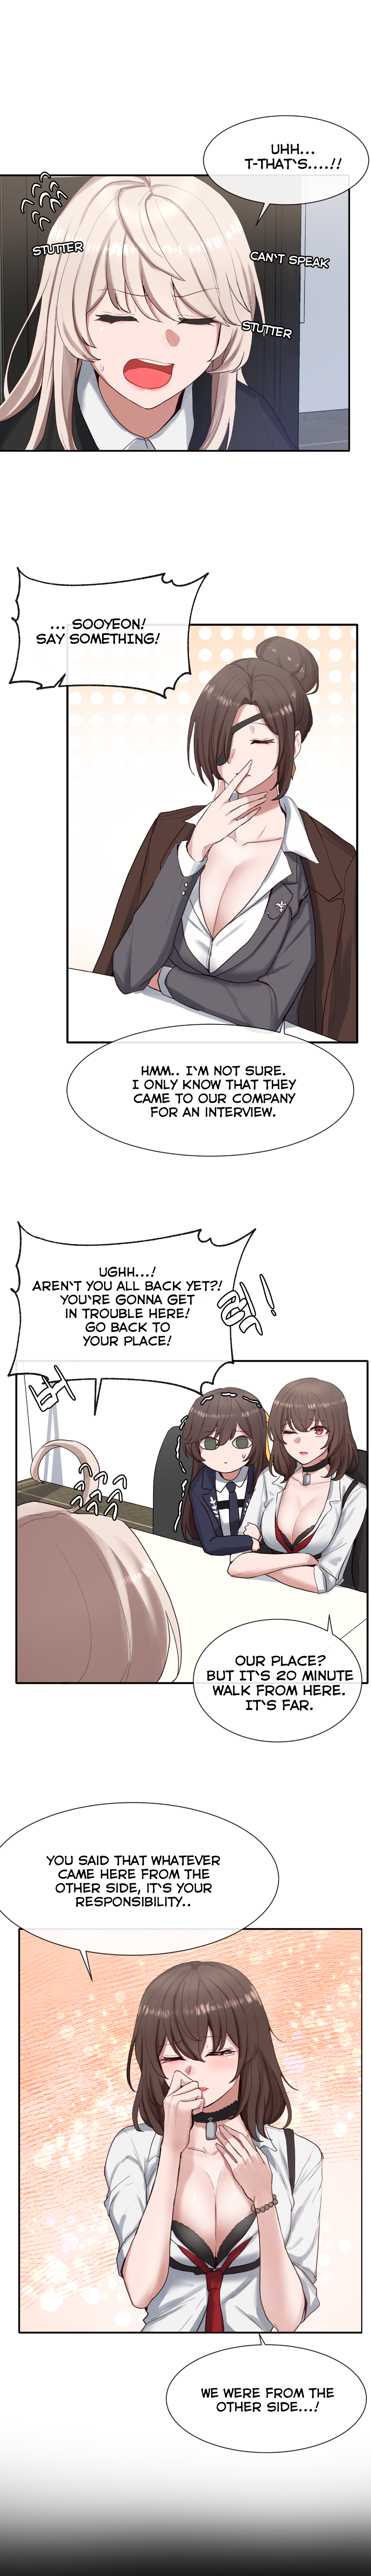 UHH...
T-THAT'S....!!
STUTTER
CAN'T SPEAK
STUTTER
... SOOYEON!
SAY SOMETHING!
HMM.. I'M NOT SURE.
I ONLY KNOW THAT THEY
CAME TO OUR COMPANY
FOR AN INTERVIEW.
UGHH...!
AREN'T YOU ALL BACK YET?!
YOU'RE GONNA GET
IN TROUBLE HERE!
GO BACK TO
YOUR PLACE!
OUR PLACE?
BUT IT'S 20 MINUTE
WALK FROM HERE.
IT'S FAR.
YOU SAID THAT WHATEVER
CAME HERE FROM THE
OTHER SIDE, IT'S YOUR
RESPONSIBILITY..
WE WERE FROM THE
OTHER SIDE...!